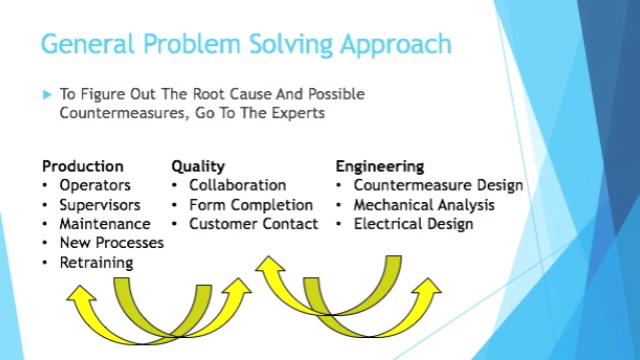 General Problem Solving Approach
To Figure Out The Root Cause And Possible
Countermeasures, Go To The Experts
Production
• Operators
• Supervisors
• Maintenance
• New Processes
• Retraining
Quality
• Collaboration
• Form Completion
• Customer Contact
Engineering
• Countermeasure Design
• Mechanical Analysis
• Electrical Design